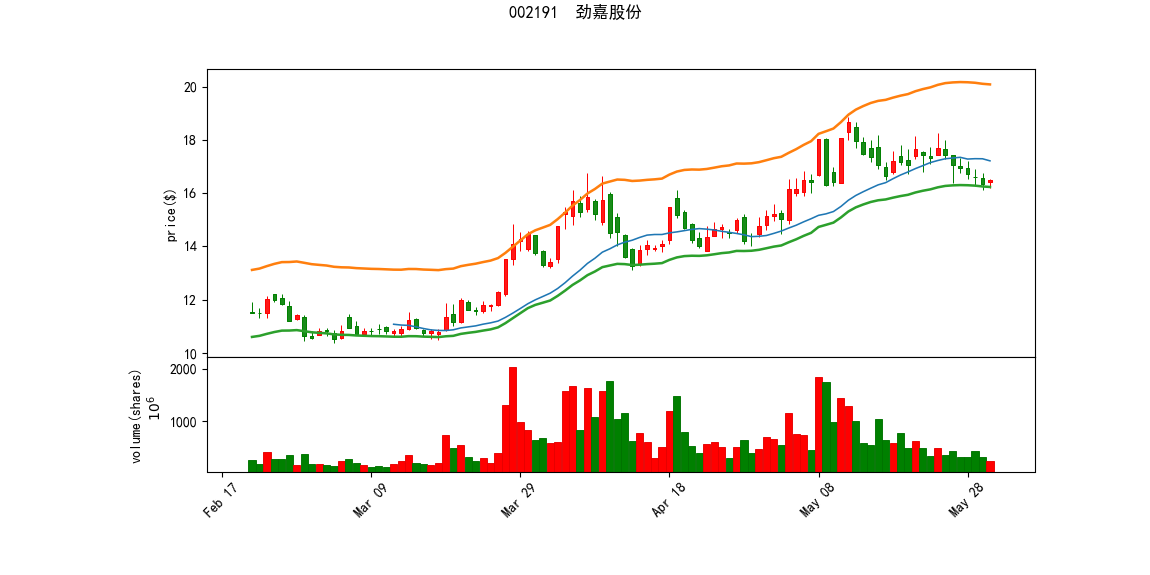 002191 劲嘉股份
price($)
20
18
16
14
12
10
volume(shares)
10^6
2000
1000
Feb 17
Mar 09
Mar 29
Apr 18
May 08
May 28